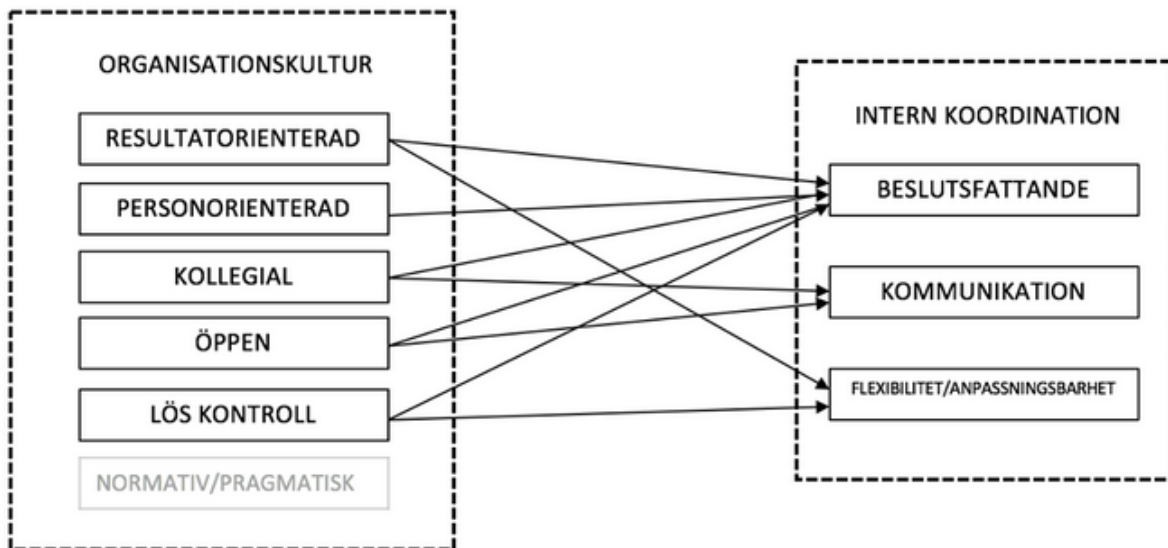 ORGANISATIONSKULTUR
RESULTATORIENTERAD
PERSONORIENTERAD
KOLLEGIAL
ÖPPEN
LÖS KONTROLL
NORMATIV/PRAGMATISK
INTERN KOORDINATION
BESLUTSFATTANDE
KOMMUNIKATION
FLEXIBILITET/ANPASSNINGSBARHET